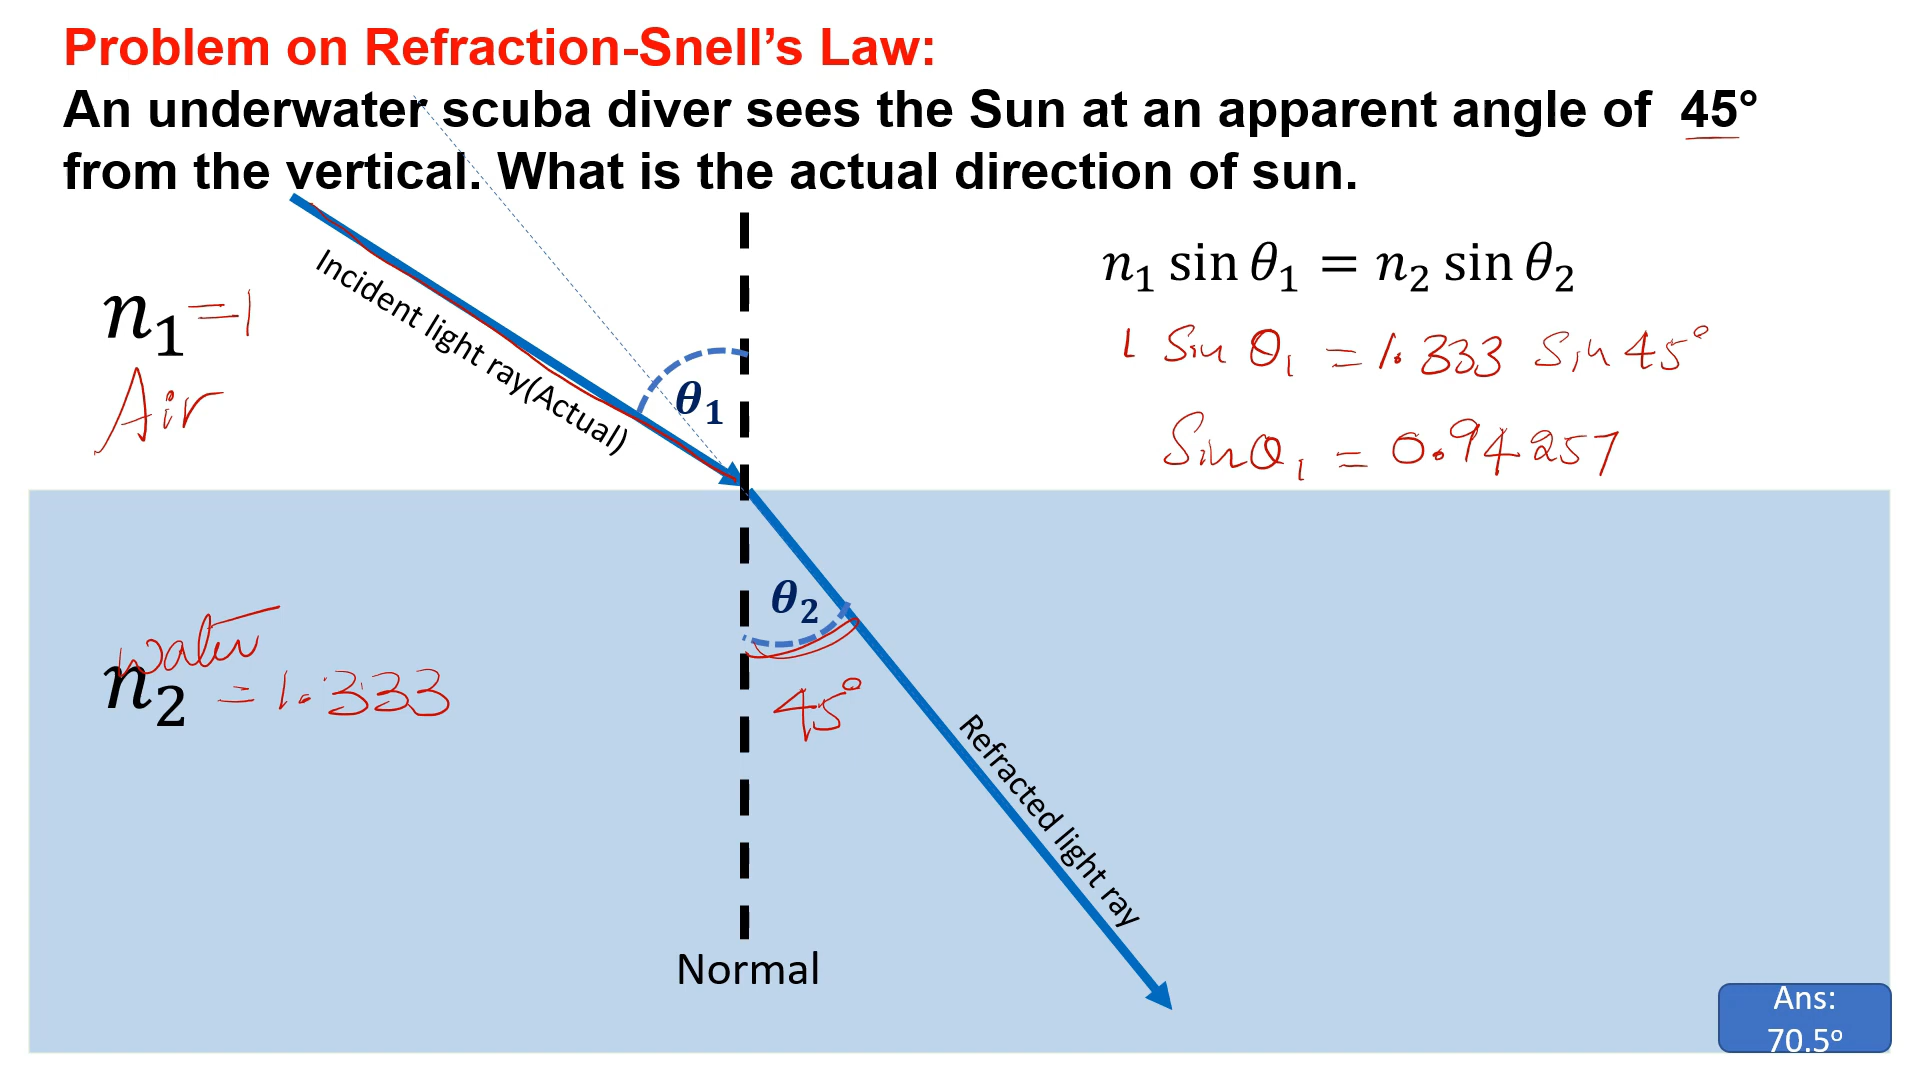 Problem on Refraction-Snell’s Law:
An underwater scuba diver sees the Sun at an apparent angle of 45°
from the vertical. What is the actual direction of sun.
n₁ sin θ₁ = n₂ sin θ₂
Incident light ray(Actual)
n₁ = 1
1 Sin θ₁ = 1.333 Sin 45°
Air
θ₁
Sin θ₁ = 0.94257
θ₂
water
n₂ = 1.333
45°
Refracted light ray
Normal
Ans:
70.5°